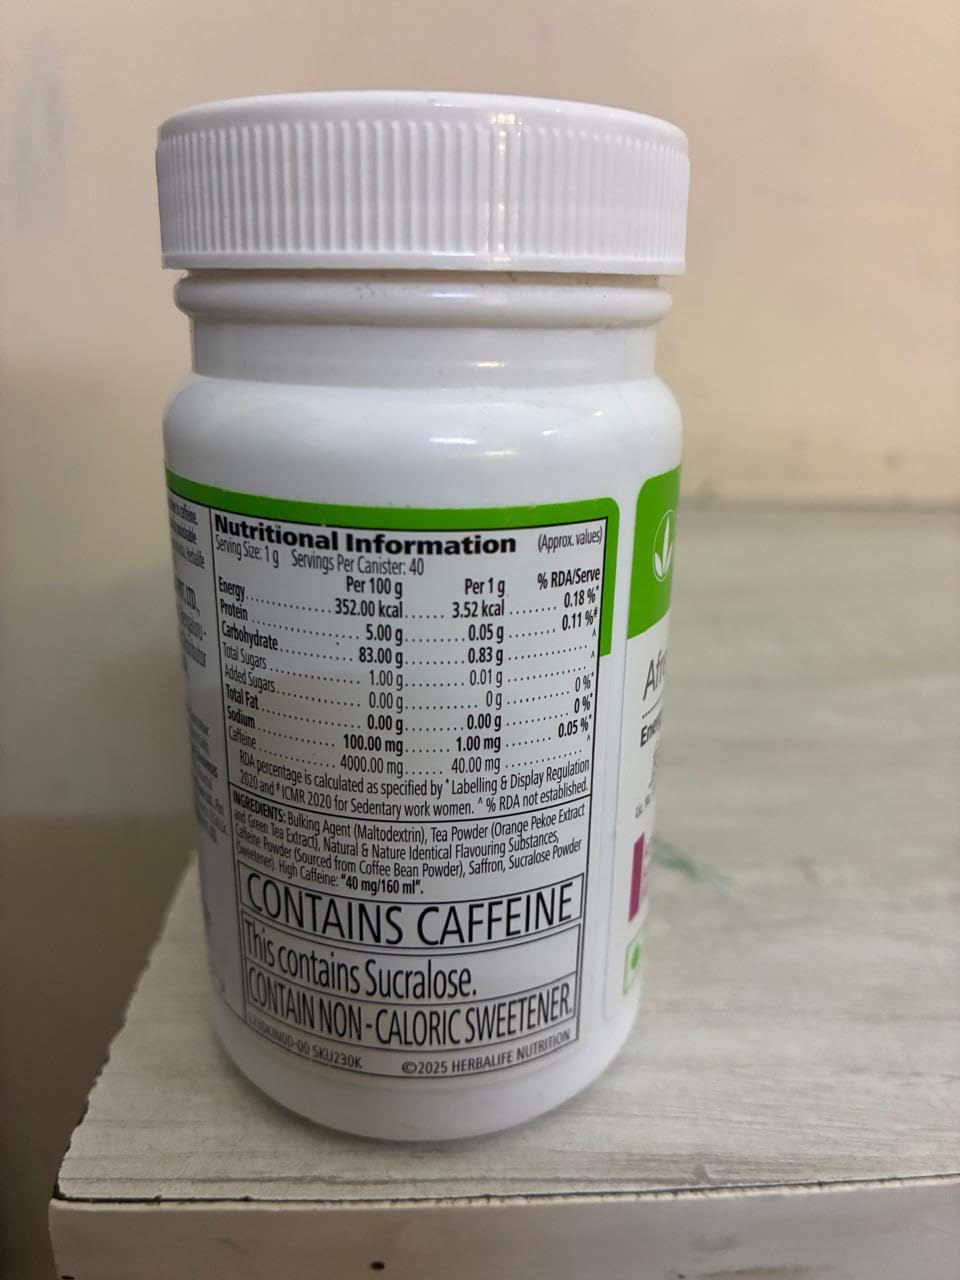 Nutritional Information (Approx. values)
Serving Size: 1 g Servings Per Canister: 40
Per 100 g Per 1 g % RDA/Serve
Energy 352.00 kcal 3.52 kcal 0.18 %*
Protein 5.00 g 0.05 g 0.11 %#
Carbohydrate 83.00 g 0.83 g ^
Total Sugars 1.00 g 0.01 g ^
Added Sugars 0.00 g 0 g 0 %*
Total Fat 0.00 g 0.00 g 0 %*
Sodium 100.00 mg 1.00 mg 0.05 %*
Caffeine 4000.00 mg 40.00 mg ^
RDA percentage is calculated as specified by * Labelling & Display Regulation
2020 and # ICMR 2020 for Sedentary work women. ^ % RDA not established.
INGREDIENTS: Bulking Agent (Maltodextrin), Tea Powder (Orange Pekoe Extract
and Green Tea Extract), Natural & Nature Identical Flavouring Substances,
Caffeine Powder (Sourced from Coffee Bean Powder), Saffron, Sucralose Powder
(Sweetener). High Caffeine: "40 mg/160 ml".
CONTAINS CAFFEINE
This contains Sucralose.
CONTAIN NON-CALORIC SWEETENER.
SKU230K ©2025 HERBALIFE NUTRITION